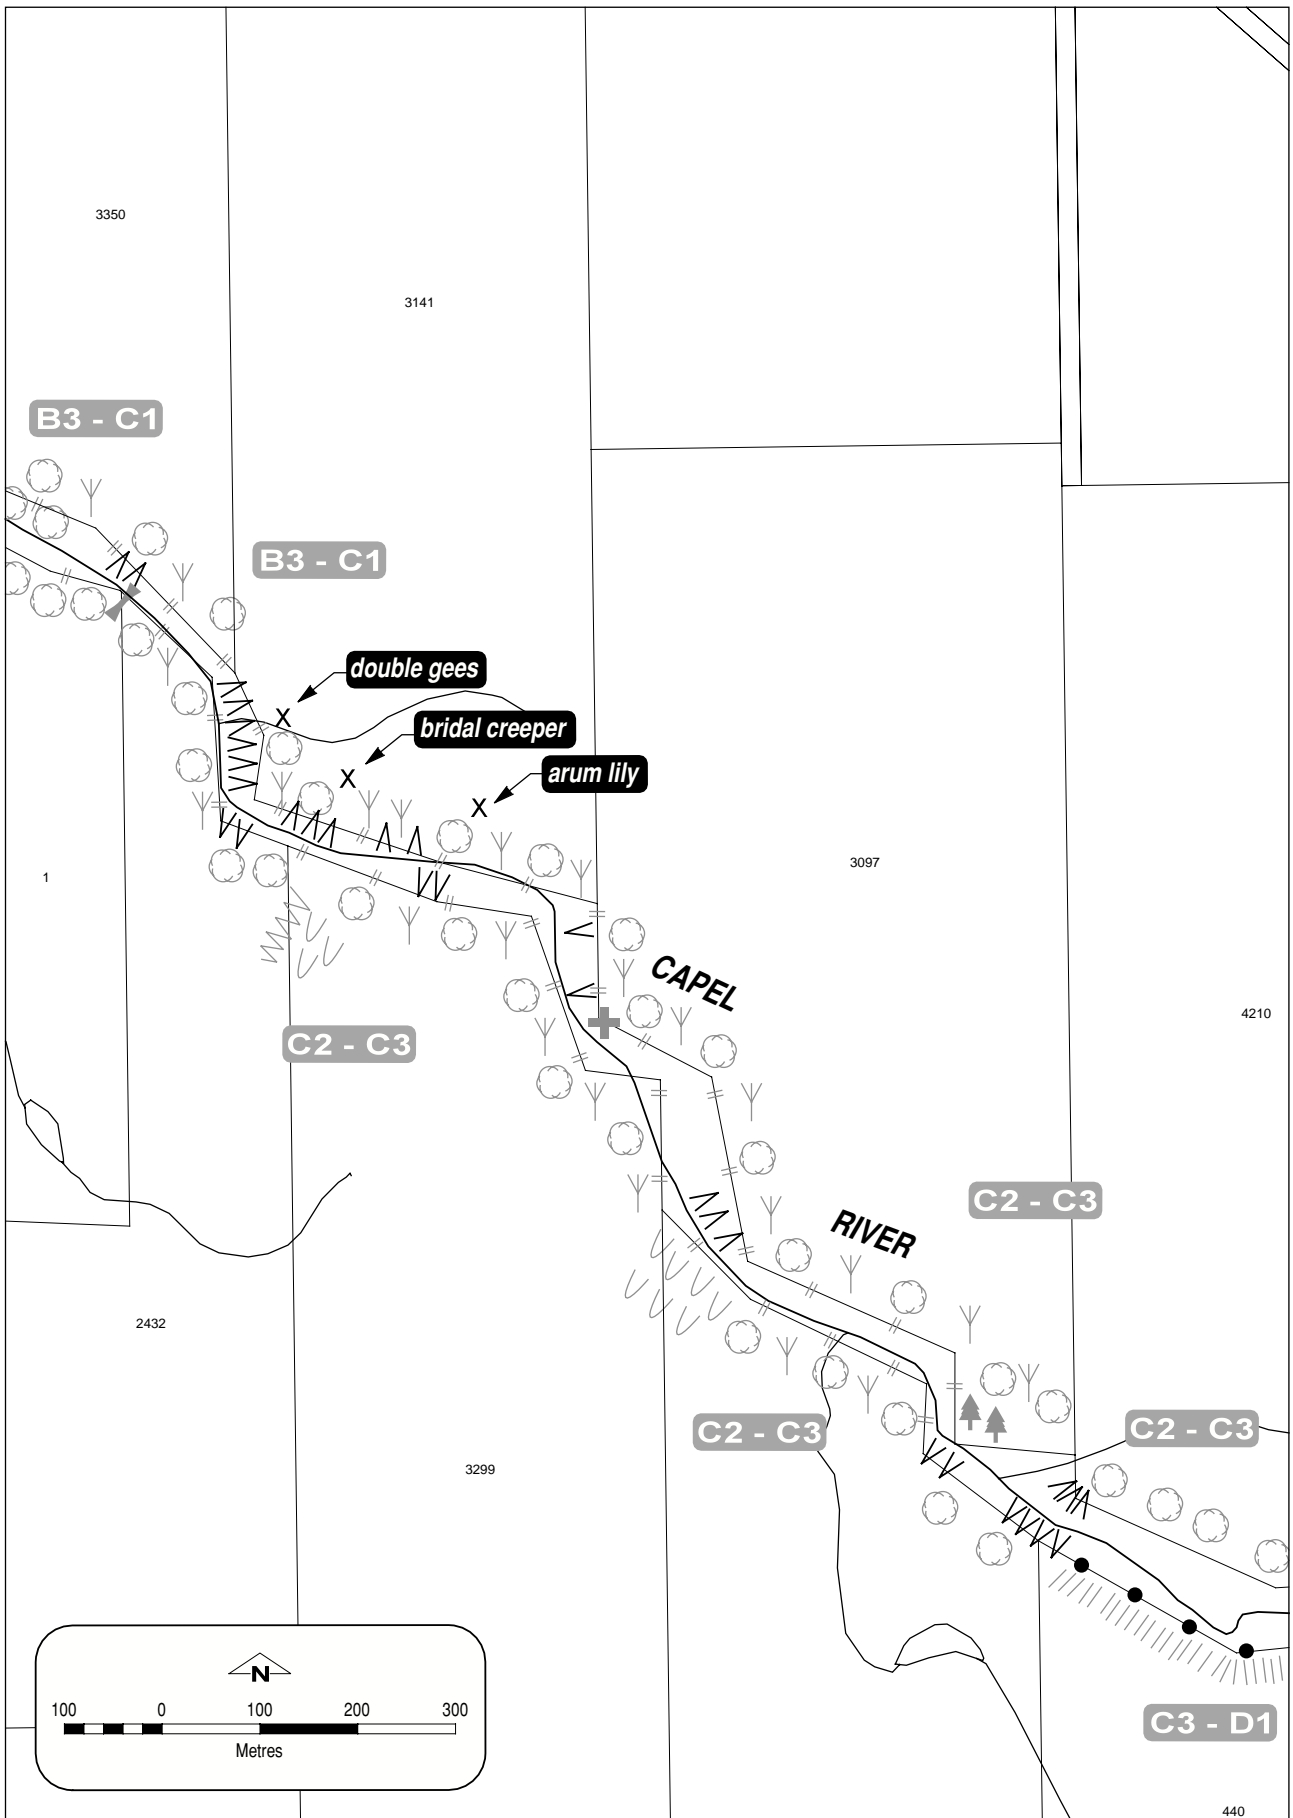 3350
3141
B3 - C1
B3 - C1
double gees
bridal creeper
arum lily
3097
1
CAPEL
4210
C2 - C3
C2 - C3
RIVER
2432
C2 - C3
C2 - C3
3299
N
100 0 100 200 300
Metres
C3 - D1
440
X
X
X